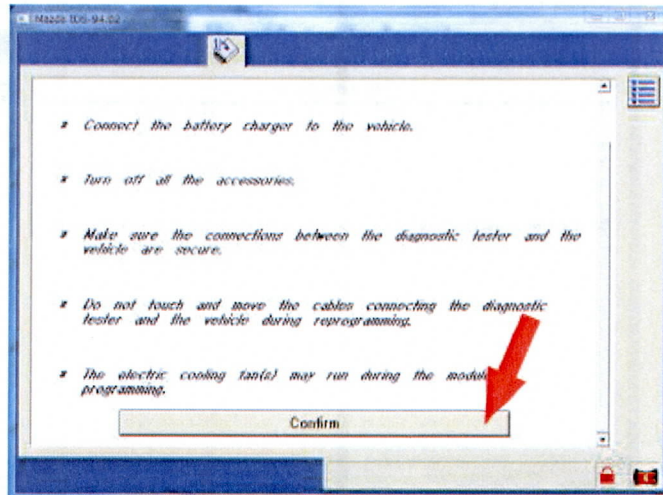 Mazda IDS-94.02
Connect the battery charger to the vehicle.
Turn off all the accessories.
Make sure the connections between the diagnostic tester and the
vehicle are secure.
Do not touch and move the cables connecting the diagnostic
tester and the vehicle during reprogramming.
The electric cooling fan(s) may run during the module
programming.
Confirm